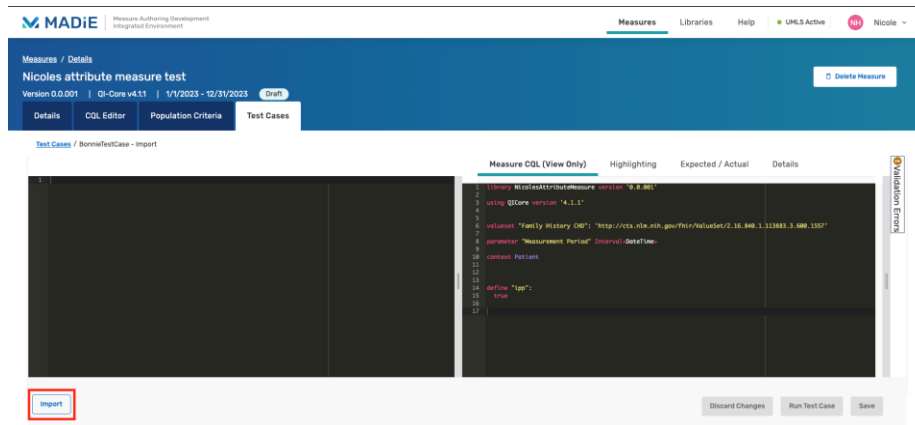 MADiE Measure Authoring Development
Integrated Environment
Measures Libraries Help UMLS Active NH Nicole
Measures / Details
Nicoles attribute measure test
Version 0.0.001 | QI-Core v4.1.1 | 1/1/2023 - 12/31/2023 Draft
Delete Measure
Details CQL Editor Population Criteria Test Cases
Test Cases / BonnieTestCase - Import
Measure CQL (View Only) Highlighting Expected / Actual Details
Validation Errors
1
1 library NicolesAttributeMeasure version '0.0.001'
2
3 using QICore version '4.1.1'
4
5
6 valueset "Family History CHD": 'http://cts.nlm.nih.gov/fhir/ValueSet/2.16.840.1.113883.3.600.1557'
7
8 parameter "Measurement Period" Interval<DateTime>
9
10 context Patient
11
12
13
14 define "ipp":
15 true
16
17
Import
Discard Changes Run Test Case Save